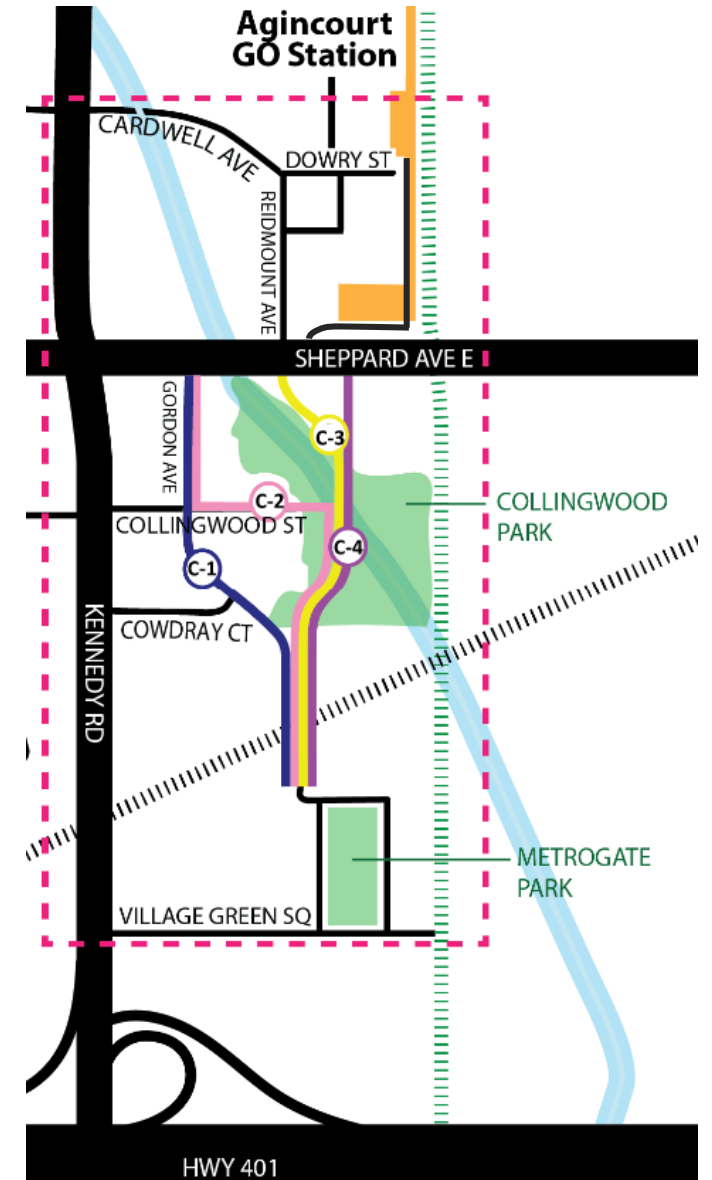 Agincourt
GO Station
CARDWELL AVE
DOWRY ST
REIDMOUNT AVE
SHEPPARD AVE E
GORDON AVE
C-3
C-2
COLLINGWOOD
PARK
COLLINGWOOD ST
C-4
C-1
KENNEDY RD
COWDRAY CT
METROGATE
PARK
VILLAGE GREEN SQ
HWY 401